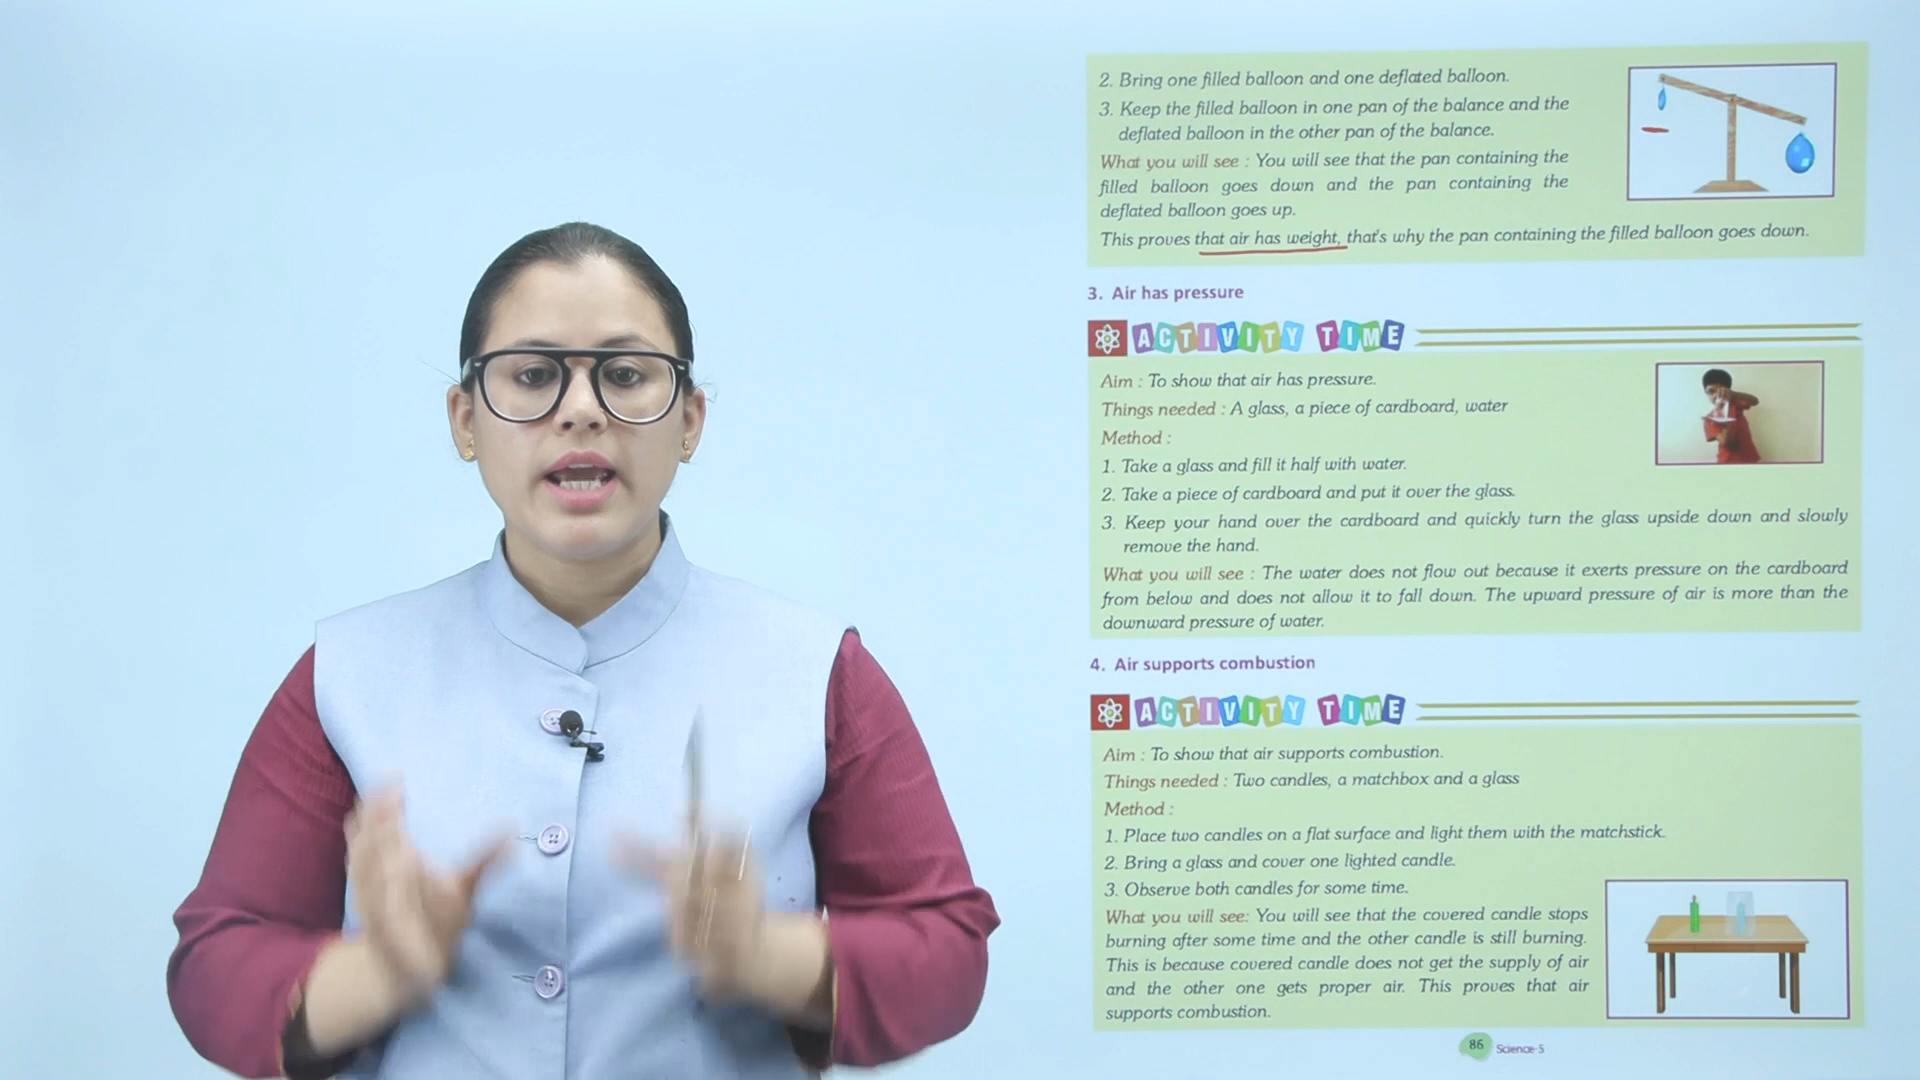 2. Bring one filled balloon and one deflated balloon.
3. Keep the filled balloon in one pan of the balance and the
deflated balloon in the other pan of the balance.
What you will see : You will see that the pan containing the
filled balloon goes down and the pan containing the
deflated balloon goes up.
This proves that air has weight, that's why the pan containing the filled balloon goes down.
3. Air has pressure
ACTIVITY TIME
Aim : To show that air has pressure.
Things needed : A glass, a piece of cardboard, water
Method :
1. Take a glass and fill it half with water.
2. Take a piece of cardboard and put it over the glass.
3. Keep your hand over the cardboard and quickly turn the glass upside down and slowly
remove the hand.
What you will see : The water does not flow out because it exerts pressure on the cardboard
from below and does not allow it to fall down. The upward pressure of air is more than the
downward pressure of water.
4. Air supports combustion
ACTIVITY TIME
Aim : To show that air supports combustion.
Things needed : Two candles, a matchbox and a glass
Method :
1. Place two candles on a flat surface and light them with the matchstick.
2. Bring a glass and cover one lighted candle.
3. Observe both candles for some time.
What you will see: You will see that the covered candle stops
burning after some time and the other candle is still burning.
This is because covered candle does not get the supply of air
and the other one gets proper air. This proves that air
supports combustion.
86 Science-5